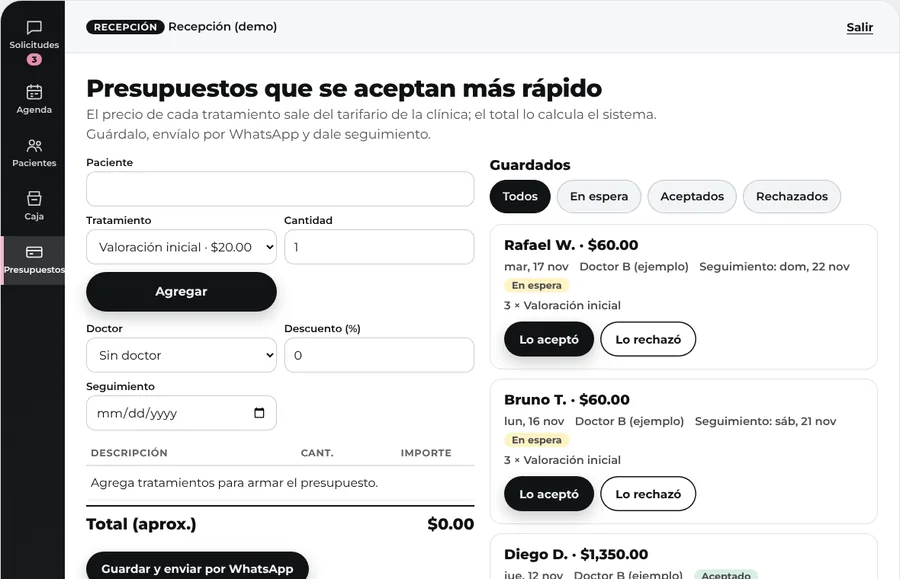 Solicitudes
3
Agenda
Pacientes
Caja
Presupuestos
RECEPCIÓN Recepción (demo)
Salir
Presupuestos que se aceptan más rápido
El precio de cada tratamiento sale del tarifario de la clínica; el total lo calcula el sistema.
Guárdalo, envíalo por WhatsApp y dale seguimiento.
Paciente
Tratamiento Cantidad
Valoración inicial · $20.00 1
Agregar
Doctor Descuento (%)
Sin doctor 0
Seguimiento
mm/dd/yyyy
DESCRIPCIÓN CANT. IMPORTE
Agrega tratamientos para armar el presupuesto.
Total (aprox.) $0.00
Guardar y enviar por WhatsApp
Guardados
Todos En espera Aceptados Rechazados
Rafael W. · $60.00
mar, 17 nov Doctor B (ejemplo) Seguimiento: dom, 22 nov
En espera
3 × Valoración inicial
Lo aceptó Lo rechazó
Bruno T. · $60.00
lun, 16 nov Doctor B (ejemplo) Seguimiento: sáb, 21 nov
En espera
3 × Valoración inicial
Lo aceptó Lo rechazó
Diego D. · $1,350.00
jue, 12 nov Doctor B (ejemplo) Aceptado